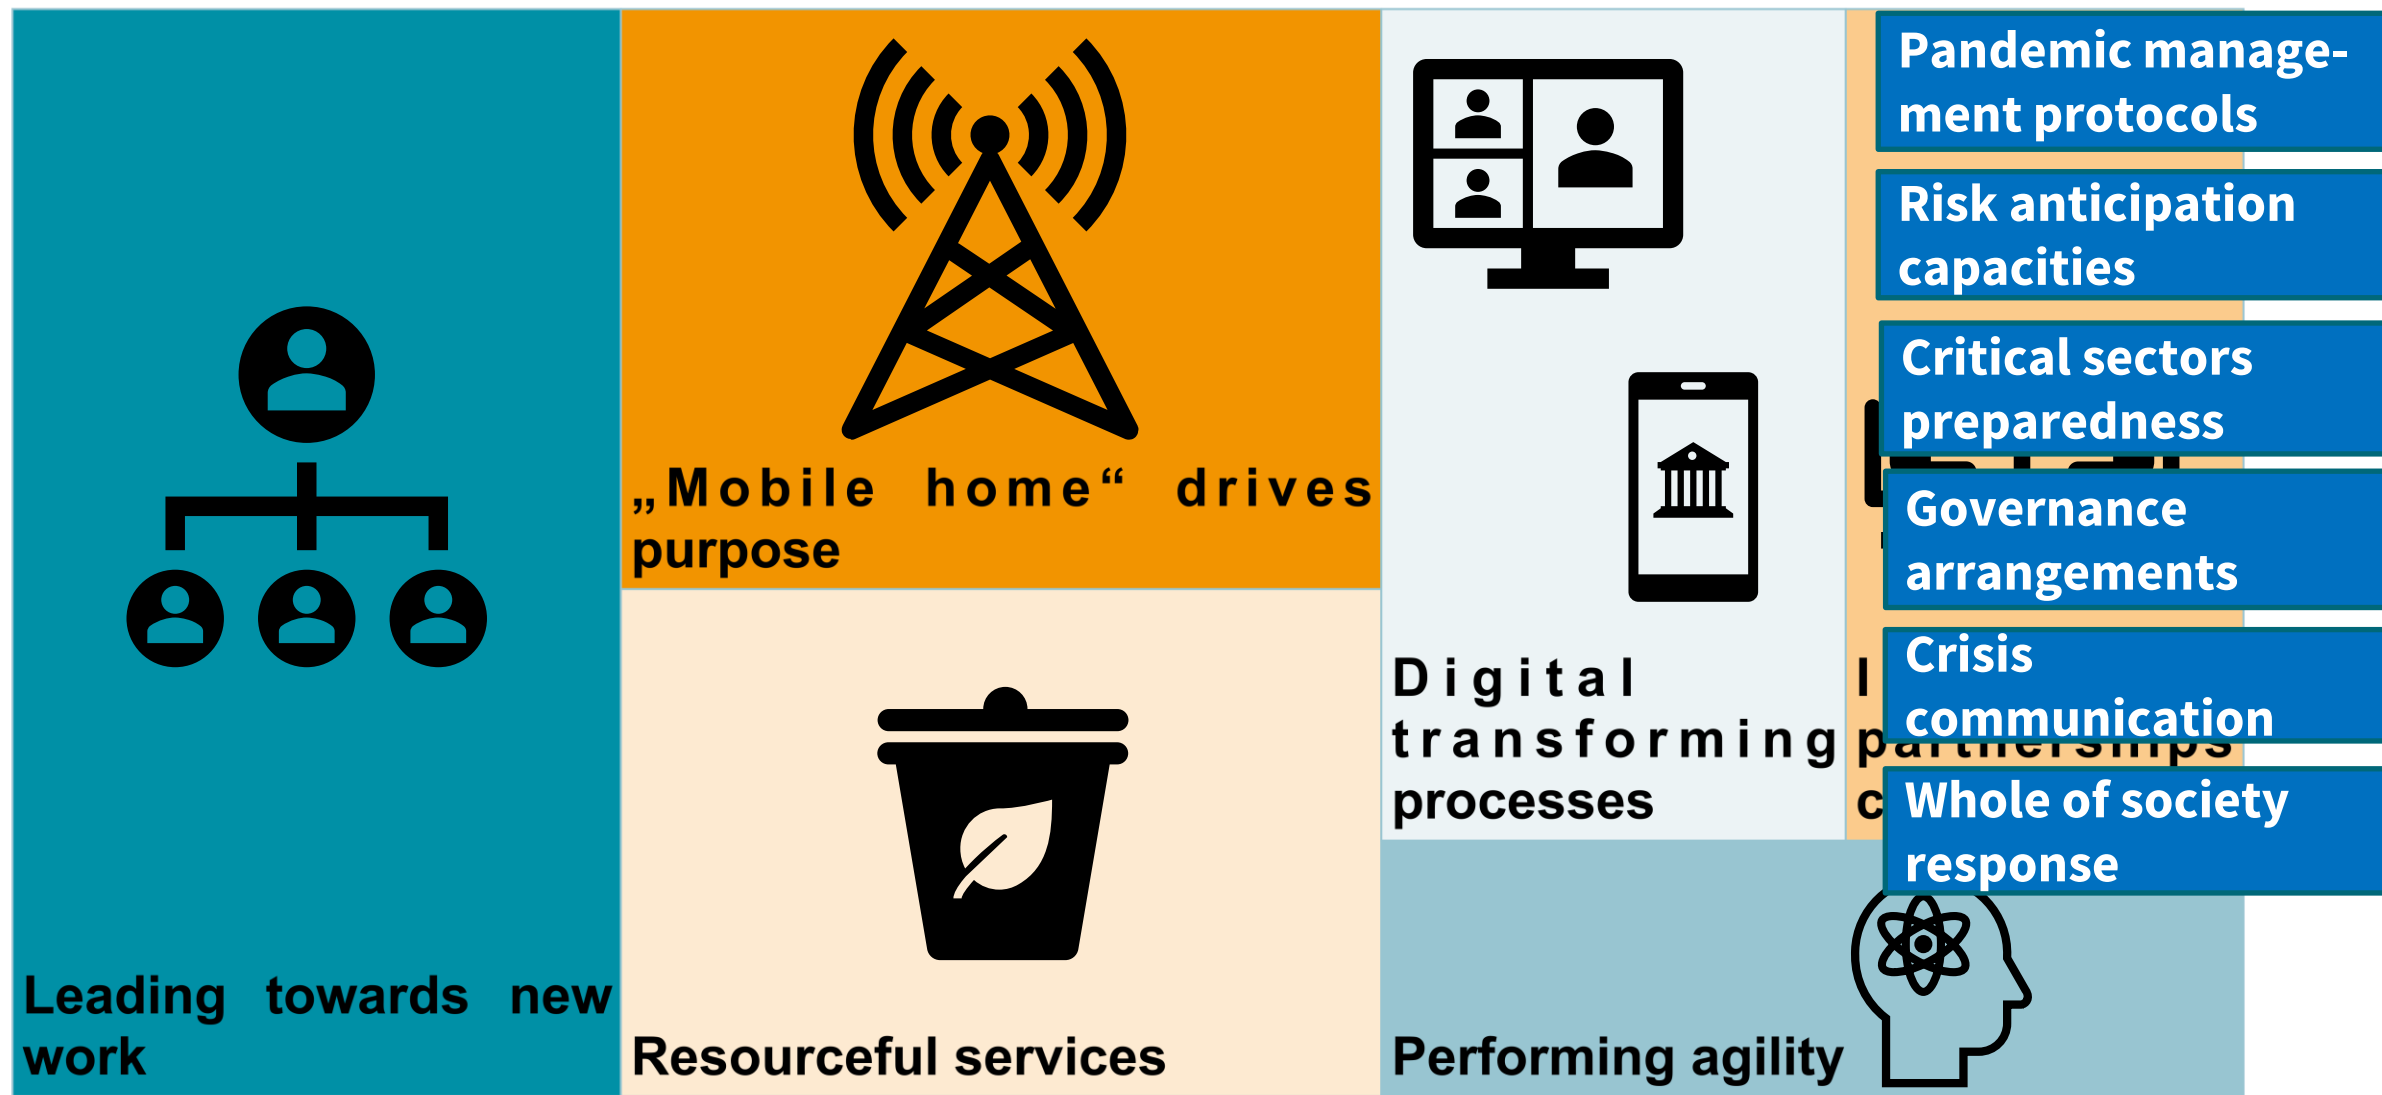 Leading towards new
work
„Mobile home“ drives
purpose
Resourceful services
Digital
transforming
processes
partnerships
Performing agility
Pandemic manage-
ment protocols
Risk anticipation
capacities
Critical sectors
preparedness
Governance
arrangements
Crisis
communication
Whole of society
response